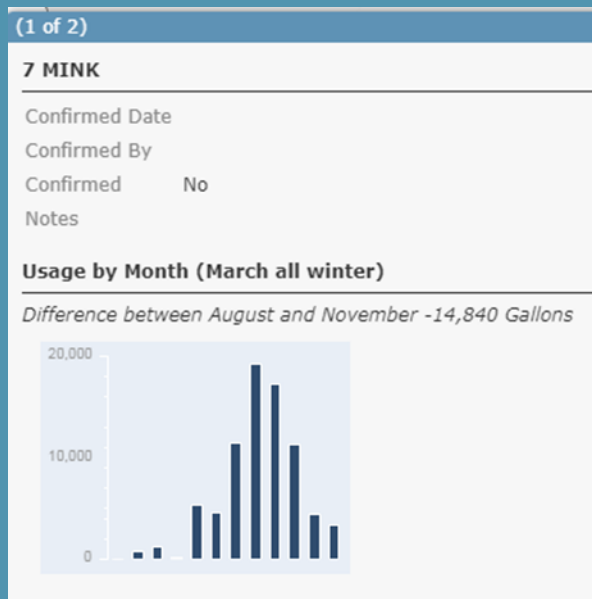 (1 of 2)
7 MINK
Confirmed Date
Confirmed By
Confirmed No
Notes
Usage by Month (March all winter)
Difference between August and November -14,840 Gallons
20,000
10,000
0